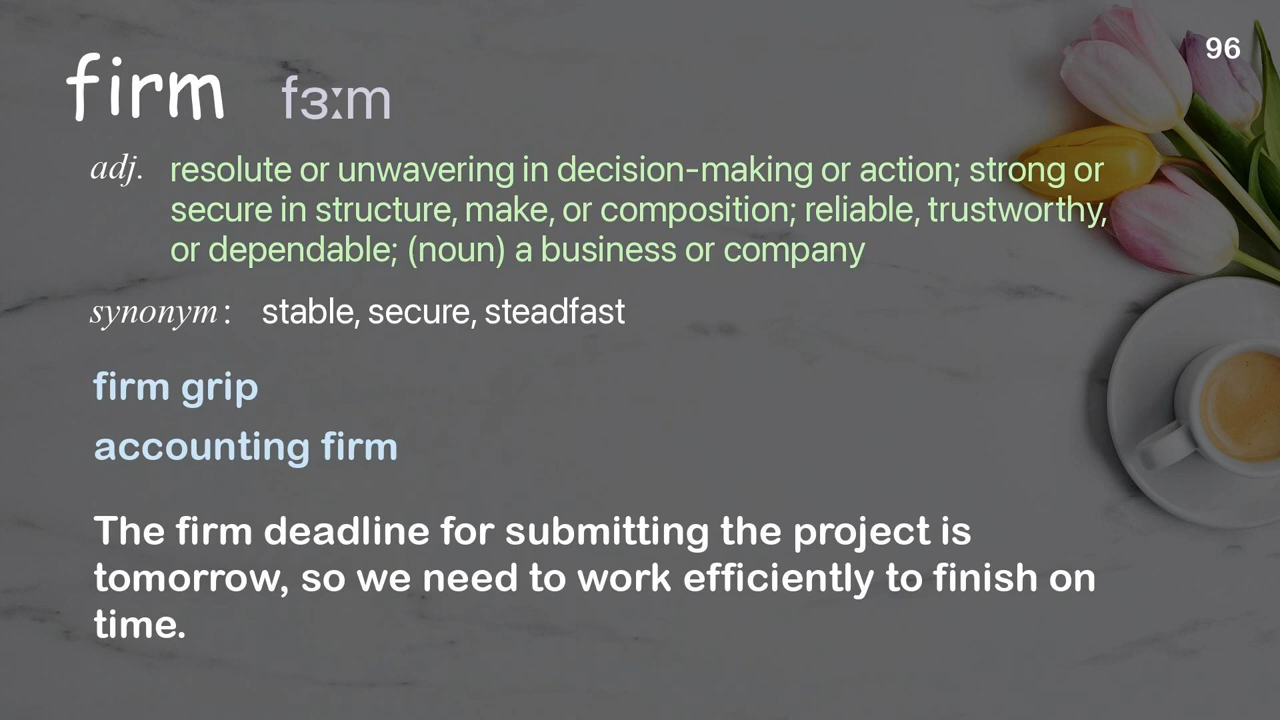 96
firm fɜːm
adj. resolute or unwavering in decision-making or action; strong or
secure in structure, make, or composition; reliable, trustworthy,
or dependable; (noun) a business or company
synonym: stable, secure, steadfast
firm grip
accounting firm
The firm deadline for submitting the project is
tomorrow, so we need to work efficiently to finish on
time.